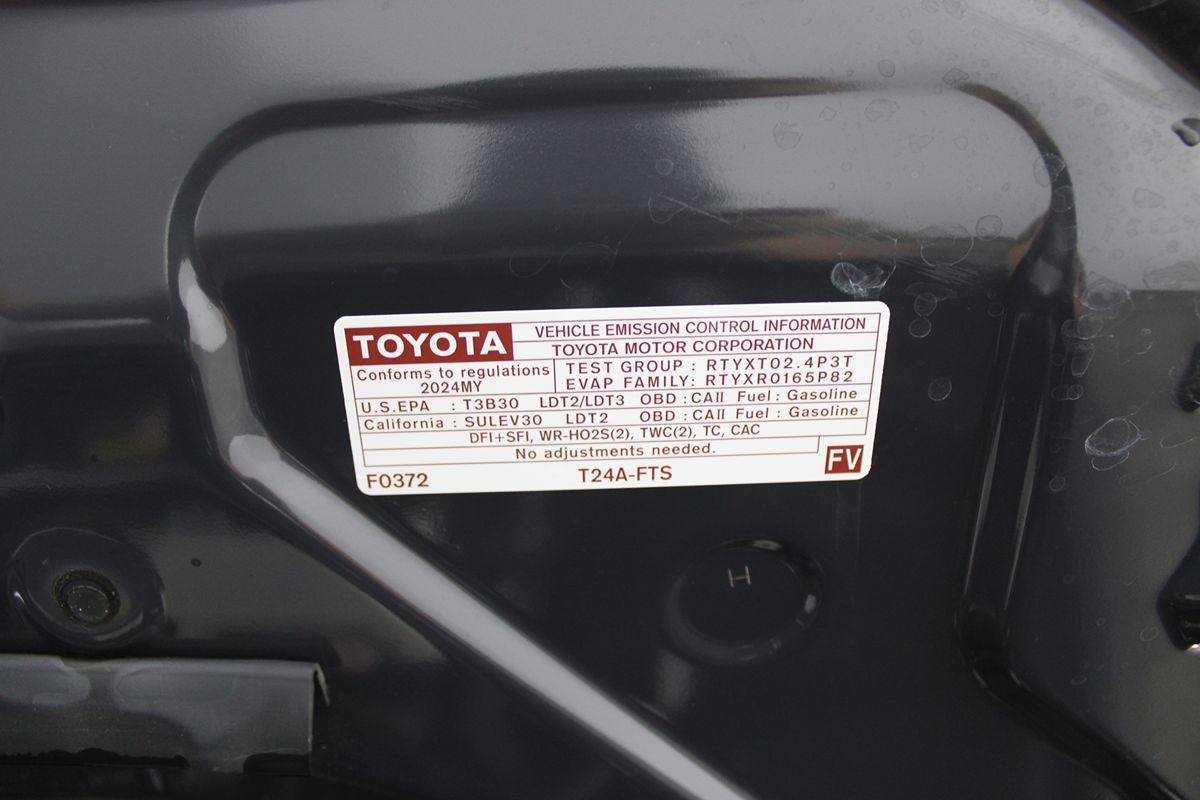 TOYOTA
VEHICLE EMISSION CONTROL INFORMATION
TOYOTA MOTOR CORPORATION
Conforms to regulations
2024MY
TEST GROUP : RTYXT02.4P3T
EVAP FAMILY: RTYXR0165P82
U.S.EPA : T3B30 LDT2/LDT3 OBD : CAII Fuel : Gasoline
California : SULEV30 LDT2 OBD : CAII Fuel : Gasoline
DFI+SFI, WR-HO2S(2), TWC(2), TC, CAC
No adjustments needed.
F0372 T24A-FTS FV
H